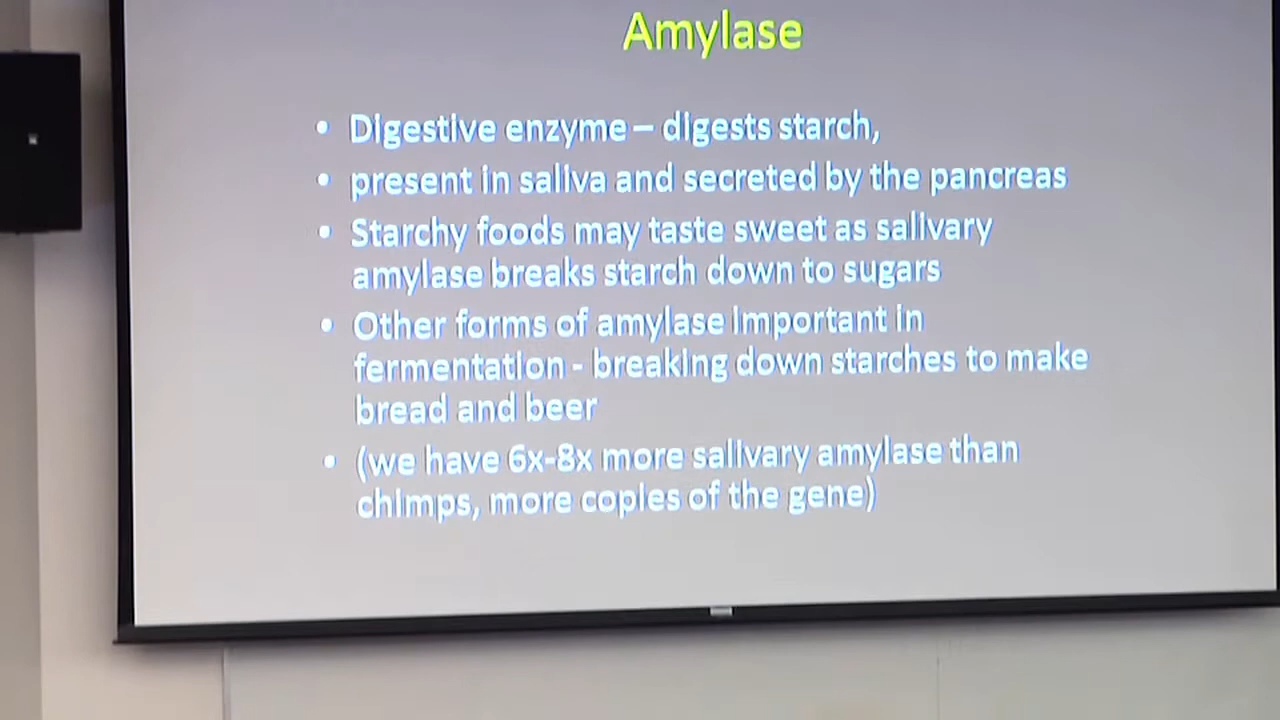 Amylase
• Digestive enzyme – digests starch,
• present in saliva and secreted by the pancreas
• Starchy foods may taste sweet as salivary
amylase breaks starch down to sugars
• Other forms of amylase important in
fermentation - breaking down starches to make
bread and beer
• (we have 6x-8x more salivary amylase than
chimps, more copies of the gene)